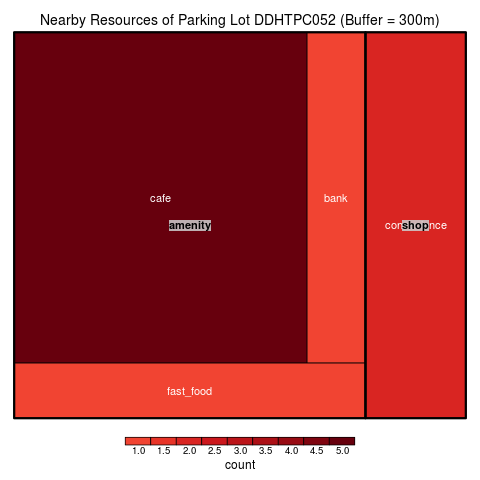 Nearby Resources of Parking Lot DDHTPC052 (Buffer = 300m)
cafe
bank
amenity
shop
fast_food
1.0 1.5 2.0 2.5 3.0 3.5 4.0 4.5 5.0
count